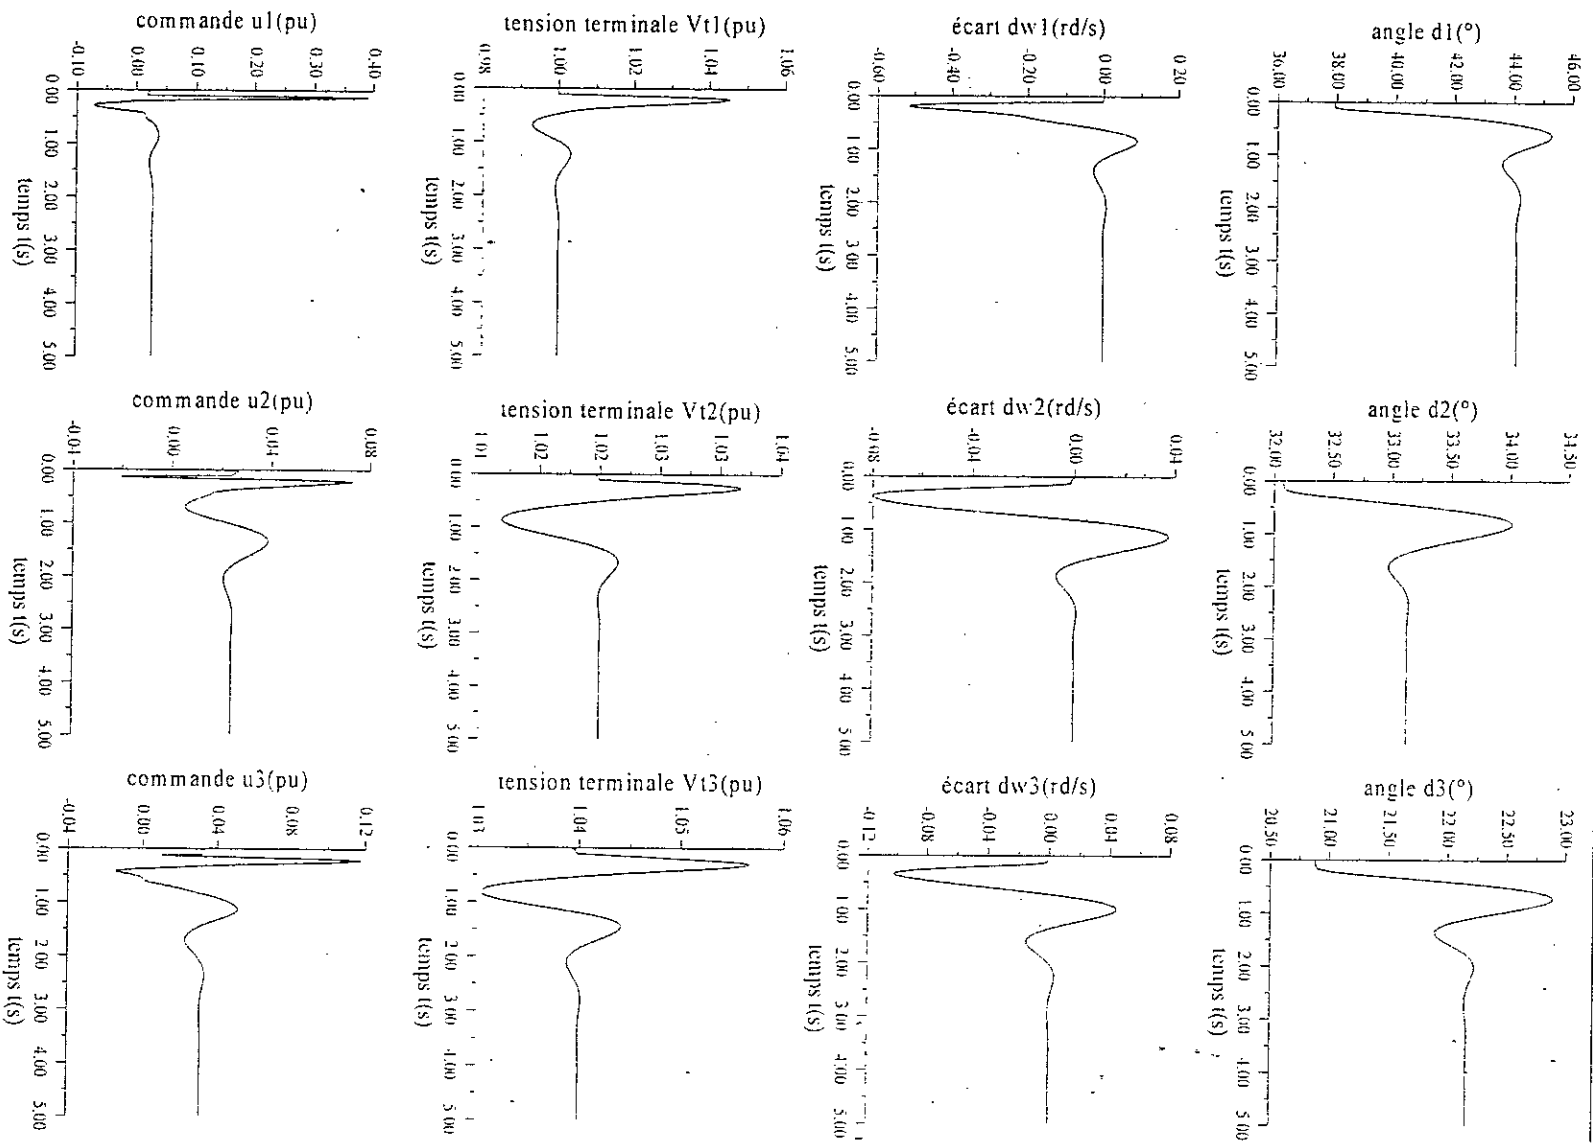 angle d1(°)
46.00
44.00
42.00
40.00
38.00
36.00
0.00 1.00 2.00 3.00 4.00 5.00
temps t(s)
angle d2(°)
34.50
34.00
33.50
33.00
32.50
32.00
0.00 1.00 2.00 3.00 4.00 5.00
temps t(s)
angle d3(°)
23.00
22.50
22.00
21.50
21.00
20.50
0.00 1.00 2.00 3.00 4.00 5.00
temps t(s)
écart dw1(rd/s)
0.20
0.00
-0.20
-0.40
-0.60
0.00 1.00 2.00 3.00 4.00 5.00
temps t(s)
écart dw2(rd/s)
0.04
0.00
-0.04
-0.08
0.00 1.00 2.00 3.00 4.00 5.00
temps t(s)
écart dw3(rd/s)
0.08
0.04
0.00
-0.04
-0.08
-0.12
0.00 1.00 2.00 3.00 4.00 5.00
temps t(s)
tension terminale Vt1(pu)
1.06
1.04
1.02
1.00
0.98
0.00 1.00 2.00 3.00 4.00 5.00
temps t(s)
tension terminale Vt2(pu)
1.04
1.03
1.03
1.02
1.02
1.01
0.00 1.00 2.00 3.00 4.00 5.00
temps t(s)
tension terminale Vt3(pu)
1.06
1.05
1.04
1.03
0.00 1.00 2.00 3.00 4.00 5.00
temps t(s)
commande u1(pu)
0.40
0.30
0.20
0.10
0.00
-0.10
0.00 1.00 2.00 3.00 4.00 5.00
temps t(s)
commande u2(pu)
0.08
0.04
0.00
-0.04
0.00 1.00 2.00 3.00 4.00 5.00
temps t(s)
commande u3(pu)
0.12
0.08
0.04
0.00
-0.04
0.00 1.00 2.00 3.00 4.00 5.00
temps t(s)